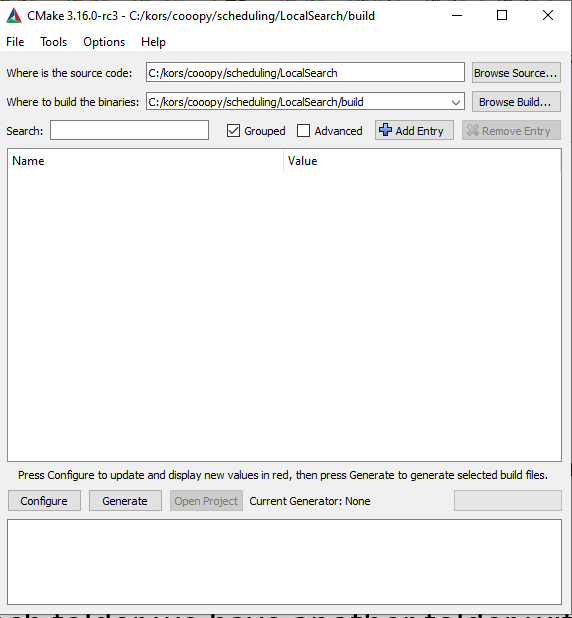 CMake 3.16.0-rc3 - C:/kors/cooopy/scheduling/LocalSearch/build
File Tools Options Help
Where is the source code: C:/kors/cooopy/scheduling/LocalSearch Browse Source...
Where to build the binaries: C:/kors/cooopy/scheduling/LocalSearch/build Browse Build...
Search: Grouped Advanced Add Entry Remove Entry
Name Value
Press Configure to update and display new values in red, then press Generate to generate selected build files.
Configure Generate Open Project Current Generator: None